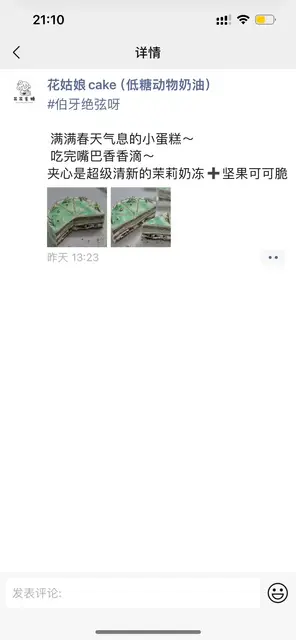 21:10
详情
花姑娘cake（低糖动物奶油）
#伯牙绝弦呀
满满春天气息的小蛋糕～
吃完嘴巴香香滴～
夹心是超级清新的茉莉奶冻➕坚果可可脆
昨天 13:23
发表评论: